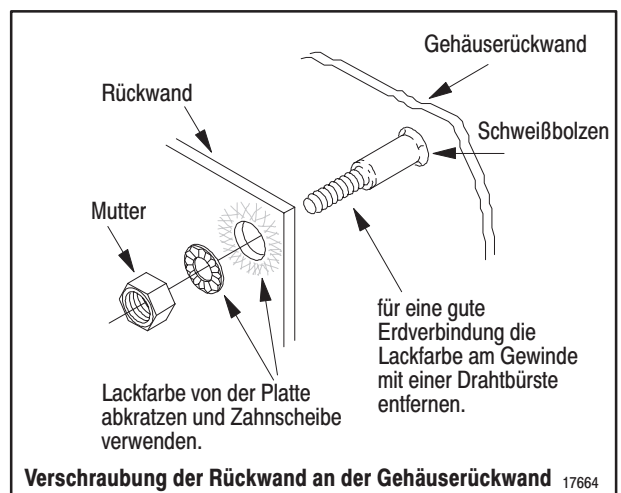 Gehäuserückwand
Rückwand
Schweißbolzen
Mutter
für eine gute
Erdverbindung die
Lackfarbe am Gewinde
mit einer Drahtbürste
entfernen.
Lackfarbe von der Platte
abkratzen und Zahnscheibe
verwenden.
Verschraubung der Rückwand an der Gehäuserückwand 17664